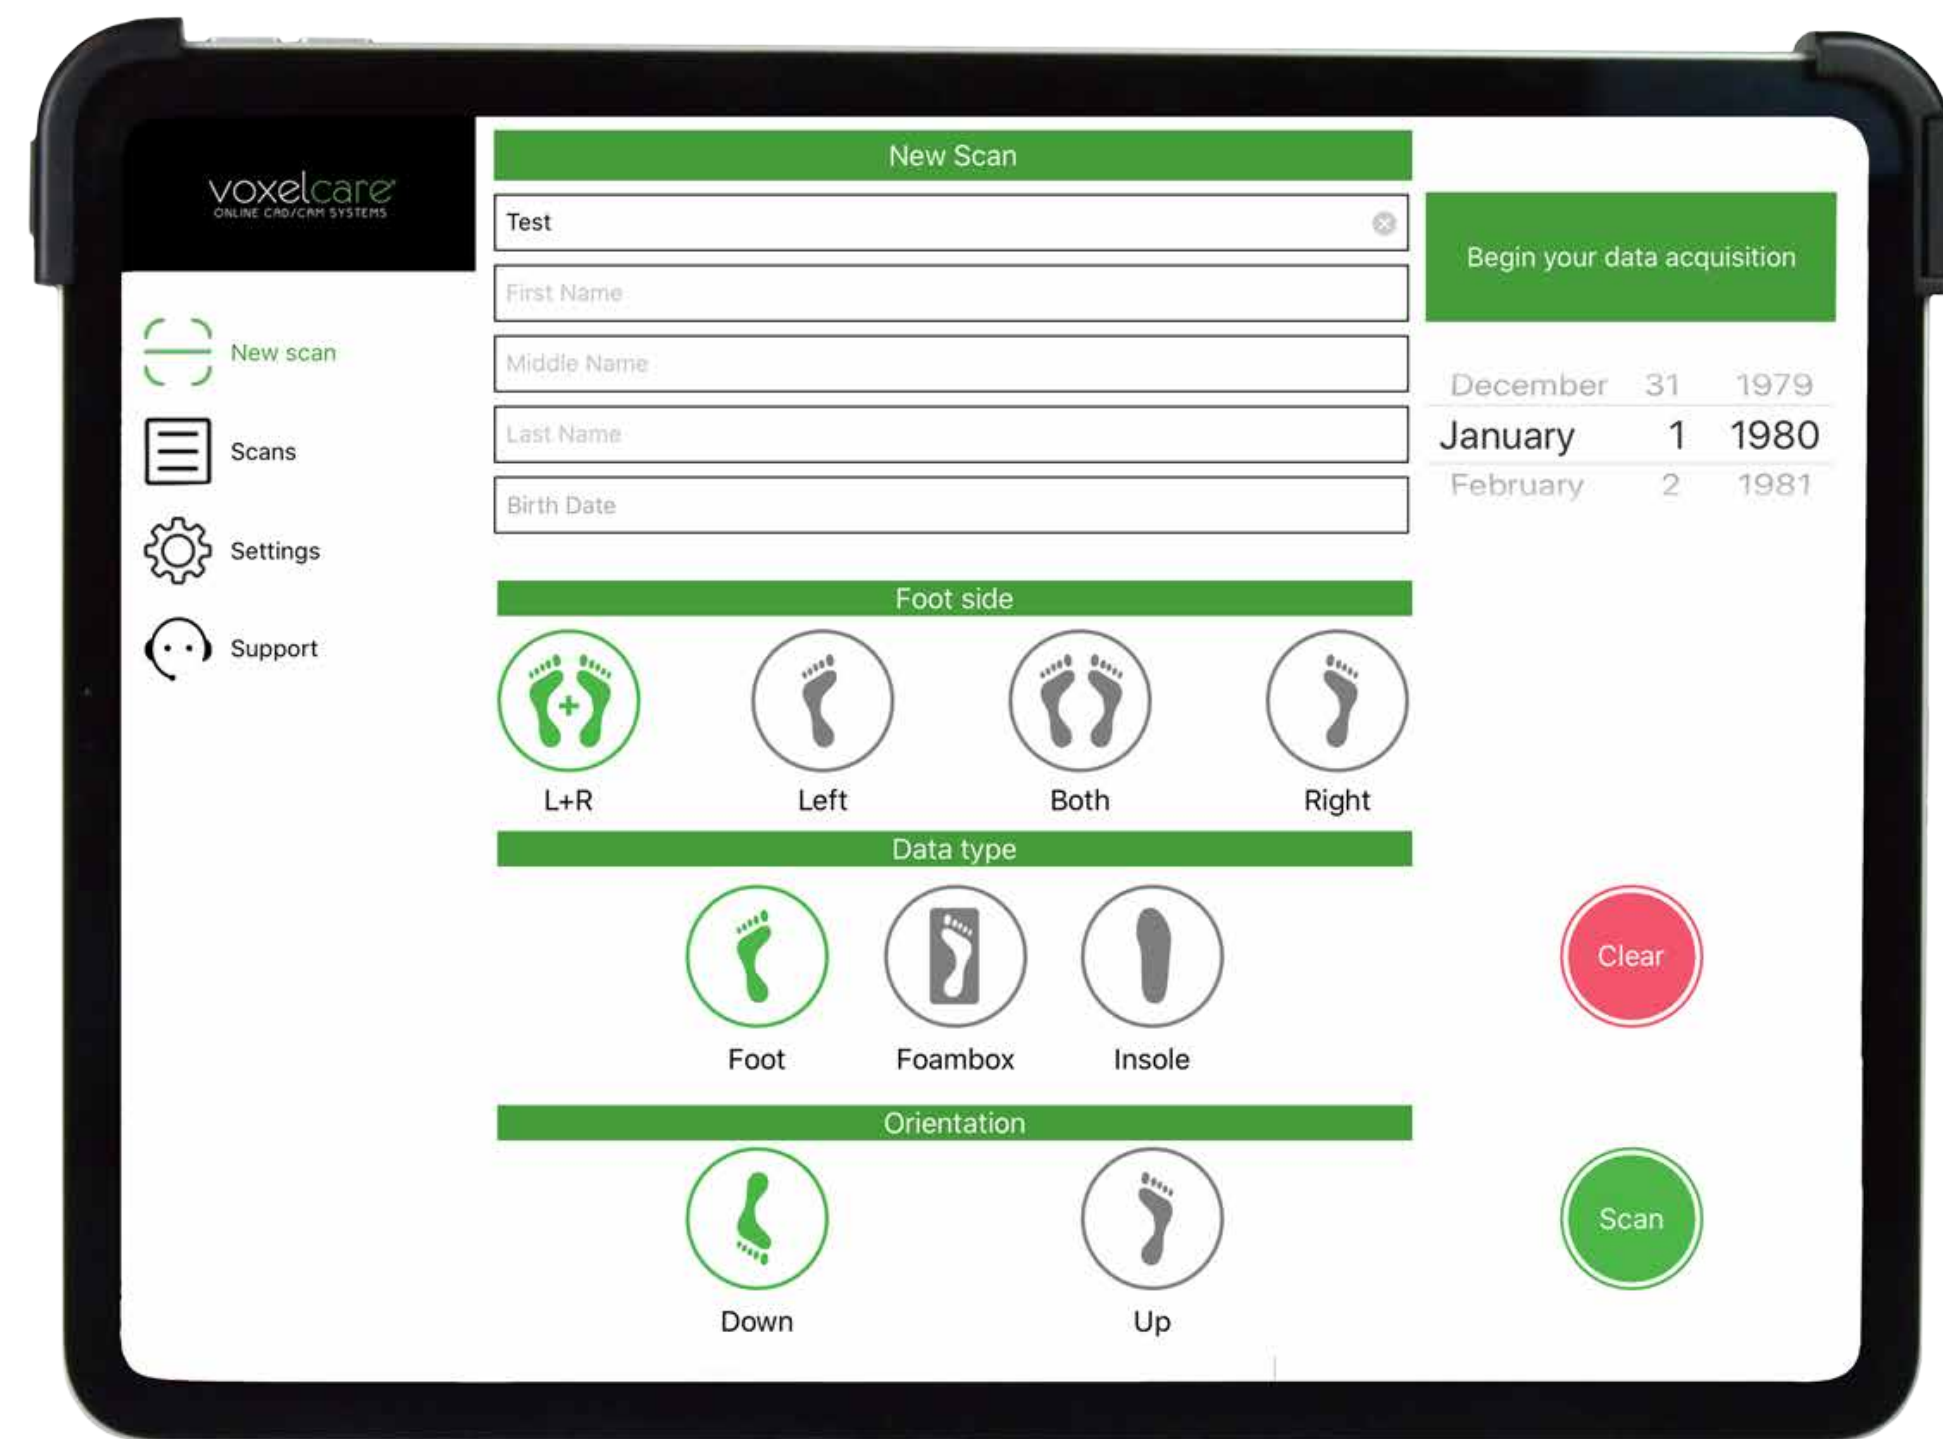 voxelcare
ONLINE CAD/CAM SYSTEMS
New scan
Scans
Settings
Support
New Scan
Test
First Name
Middle Name
Last Name
Birth Date
Foot side
L+R Left Both Right
Data type
Foot Foambox Insole
Orientation
Down Up
Begin your data acquisition
December 31 1979
January 1 1980
February 2 1981
Clear
Scan